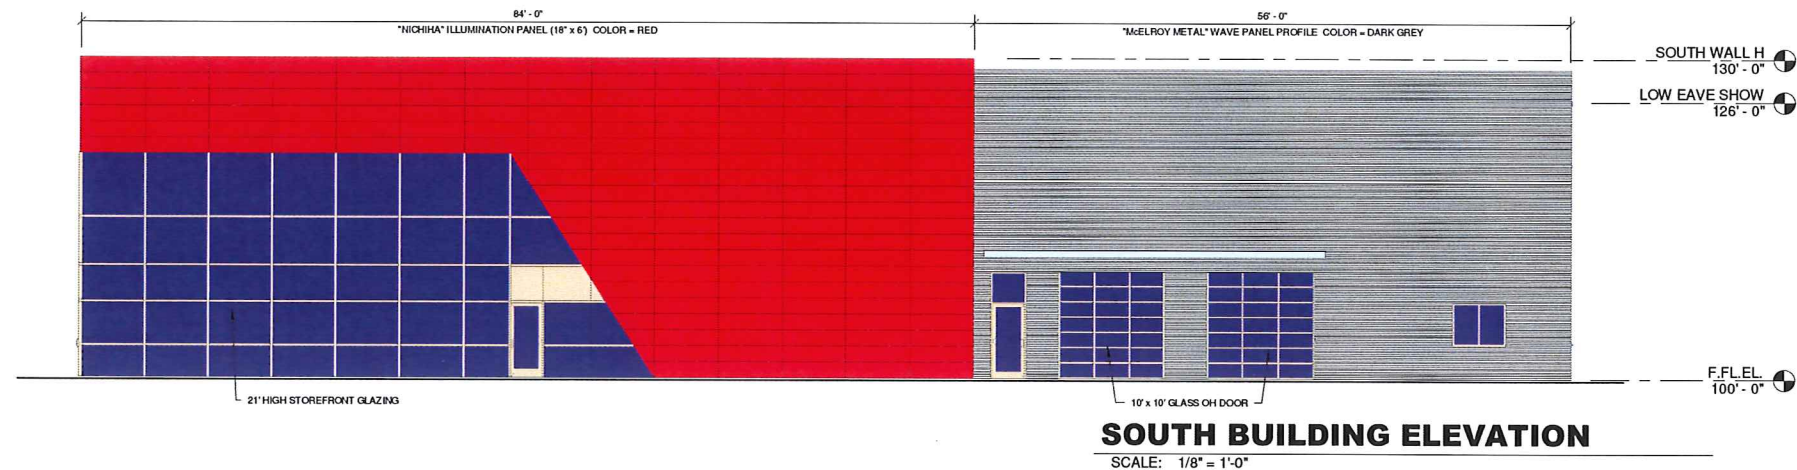 84' - 0"
"NICHIHA" ILLUMINATION PANEL (18" x 6') COLOR = RED
56' - 0"
"McELROY METAL" WAVE PANEL PROFILE COLOR = DARK GREY
SOUTH WALL H
130' - 0"
LOW EAVE SHOW
126' - 0"
F.FL.EL.
100' - 0"
21' HIGH STOREFRONT GLAZING
10' x 10' GLASS OH DOOR
SOUTH BUILDING ELEVATION
SCALE: 1/8" = 1'-0"